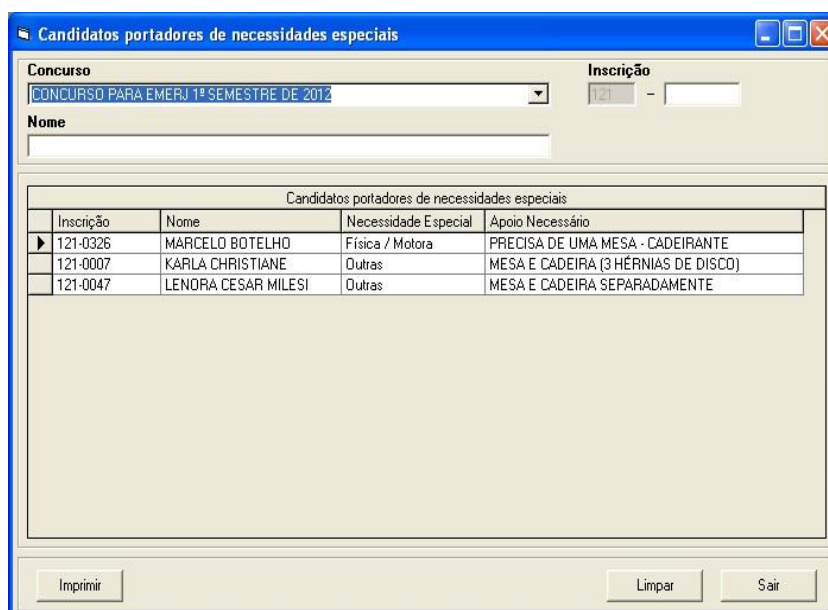 Candidatos portadores de necessidades especiais
Concurso Inscrição
CONCURSO PARA EMERJ 1º SEMESTRE DE 2012 121 -
Nome
Candidatos portadores de necessidades especiais
Inscrição Nome Necessidade Especial Apoio Necessário
121-0326 MARCELO BOTELHO Física / Motora PRECISA DE UMA MESA - CADEIRANTE
121-0007 KARLA CHRISTIANE Outras MESA E CADEIRA (3 HÉRNIAS DE DISCO)
121-0047 LENORA CESAR MILESI Outras MESA E CADEIRA SEPARADAMENTE
Imprimir Limpar Sair